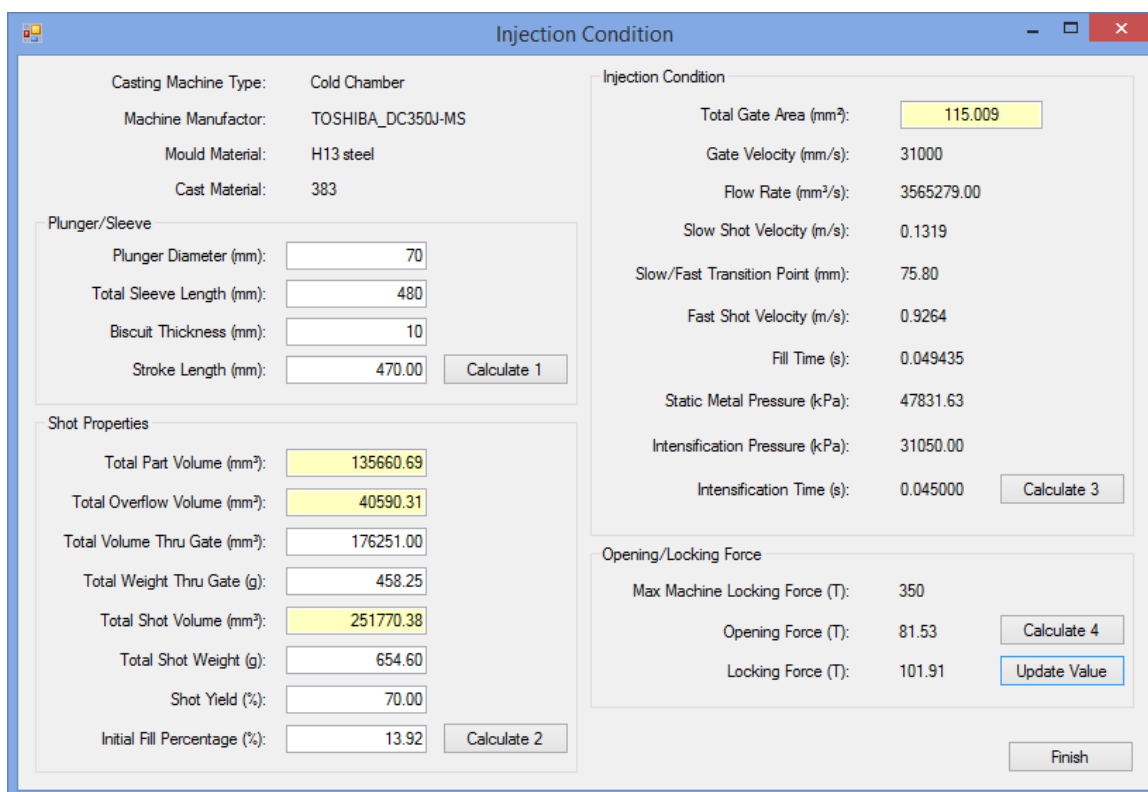 Injection Condition
Casting Machine Type: Cold Chamber
Machine Manufactor: TOSHIBA_DC350J-MS
Mould Material: H13 steel
Cast Material: 383
Plunger/Sleeve
Plunger Diameter (mm): 70
Total Sleeve Length (mm): 480
Biscuit Thickness (mm): 10
Stroke Length (mm): 470.00 Calculate 1
Shot Properties
Total Part Volume (mm³): 135660.69
Total Overflow Volume (mm³): 40590.31
Total Volume Thru Gate (mm³): 176251.00
Total Weight Thru Gate (g): 458.25
Total Shot Volume (mm³): 251770.38
Total Shot Weight (g): 654.60
Shot Yield (%): 70.00
Initial Fill Percentage (%): 13.92 Calculate 2
Injection Condition
Total Gate Area (mm²): 115.009
Gate Velocity (mm/s): 31000
Flow Rate (mm³/s): 3565279.00
Slow Shot Velocity (m/s): 0.1319
Slow/Fast Transition Point (mm): 75.80
Fast Shot Velocity (m/s): 0.9264
Fill Time (s): 0.049435
Static Metal Pressure (kPa): 47831.63
Intensification Pressure (kPa): 31050.00
Intensification Time (s): 0.045000 Calculate 3
Opening/Locking Force
Max Machine Locking Force (T): 350
Opening Force (T): 81.53 Calculate 4
Locking Force (T): 101.91 Update Value
Finish